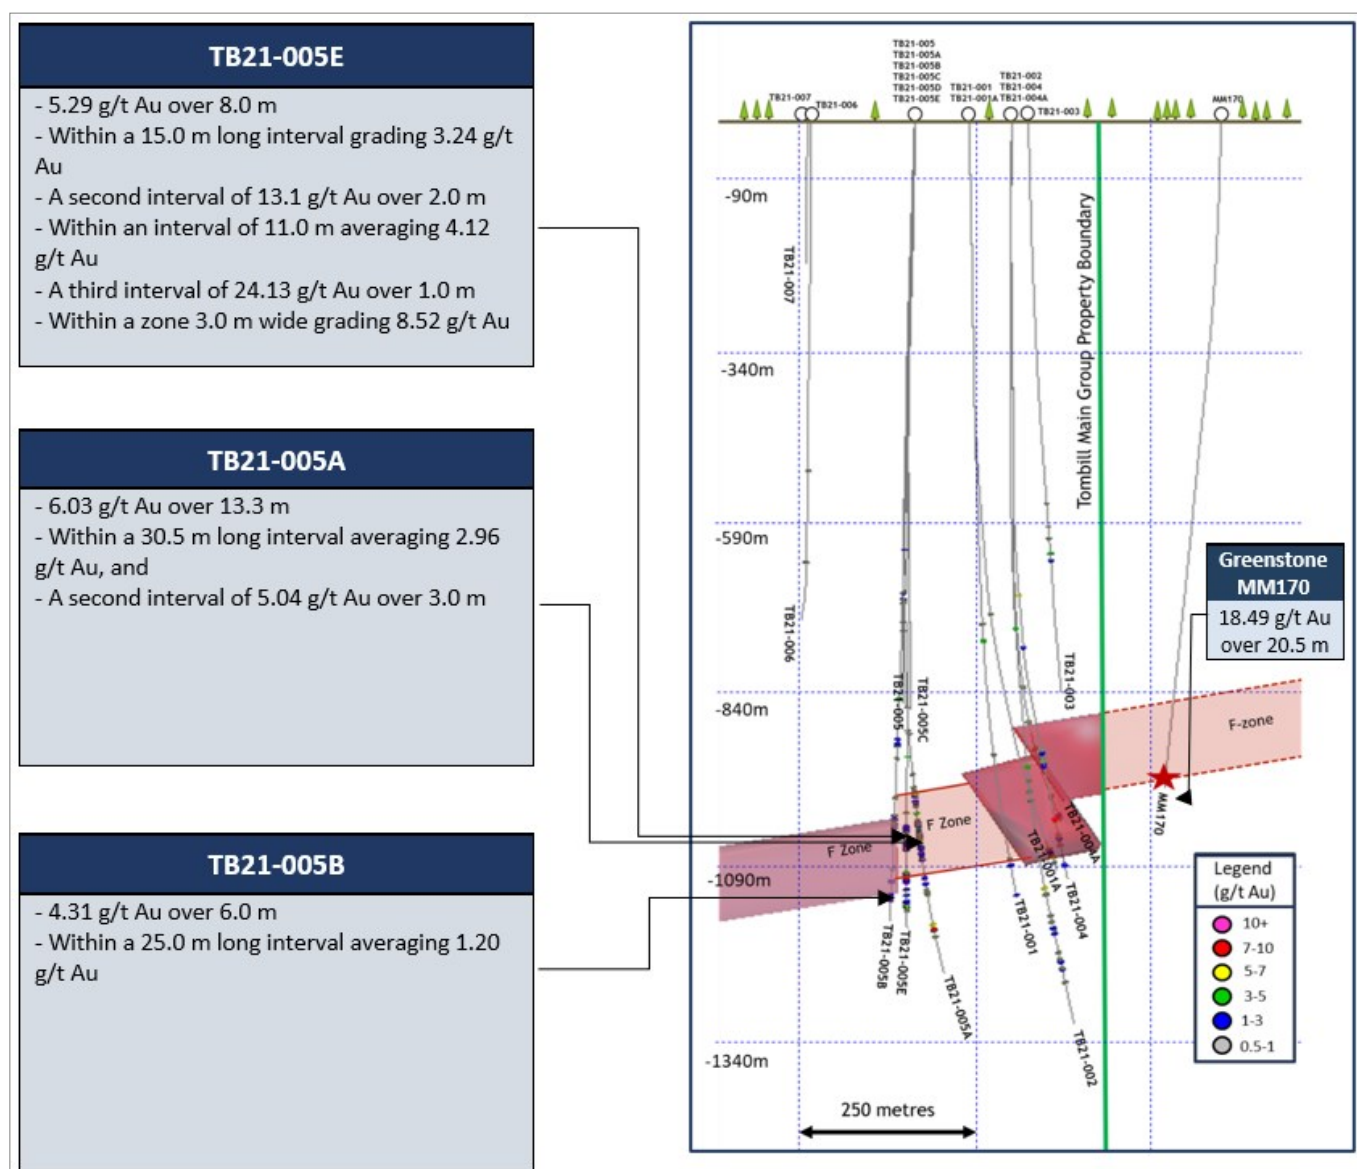 TB21-005E
- 5.29 g/t Au over 8.0 m
- Within a 15.0 m long interval grading 3.24 g/t
Au
- A second interval of 13.1 g/t Au over 2.0 m
- Within an interval of 11.0 m averaging 4.12
g/t Au
- A third interval of 24.13 g/t Au over 1.0 m
- Within a zone 3.0 m wide grading 8.52 g/t Au
TB21-005A
- 6.03 g/t Au over 13.3 m
- Within a 30.5 m long interval averaging 2.96
g/t Au, and
- A second interval of 5.04 g/t Au over 3.0 m
TB21-005B
- 4.31 g/t Au over 6.0 m
- Within a 25.0 m long interval averaging 1.20
g/t Au
TB21-007
TB21-006
TB21-005
TB21-005A
TB21-005B
TB21-005C
TB21-005D
TB21-005E
TB21-001
TB21-001A
TB21-002
TB21-004
TB21-004A
TB21-003
MM170
-90m
-340m
-590m
-840m
-1090m
-1340m
TB21-007
TB21-006
TB21-005
TB21-005C
TB21-003
Tombill Main Group Property Boundary
Greenstone
MM170
18.49 g/t Au
over 20.5 m
F-zone
F Zone
F Zone
MM170
TB21-004A
TB21-001A
TB21-004
TB21-001
TB21-005B
TB21-005E
TB21-005A
TB21-002
250 metres
Legend
(g/t Au)
10+
7-10
5-7
3-5
1-3
0.5-1